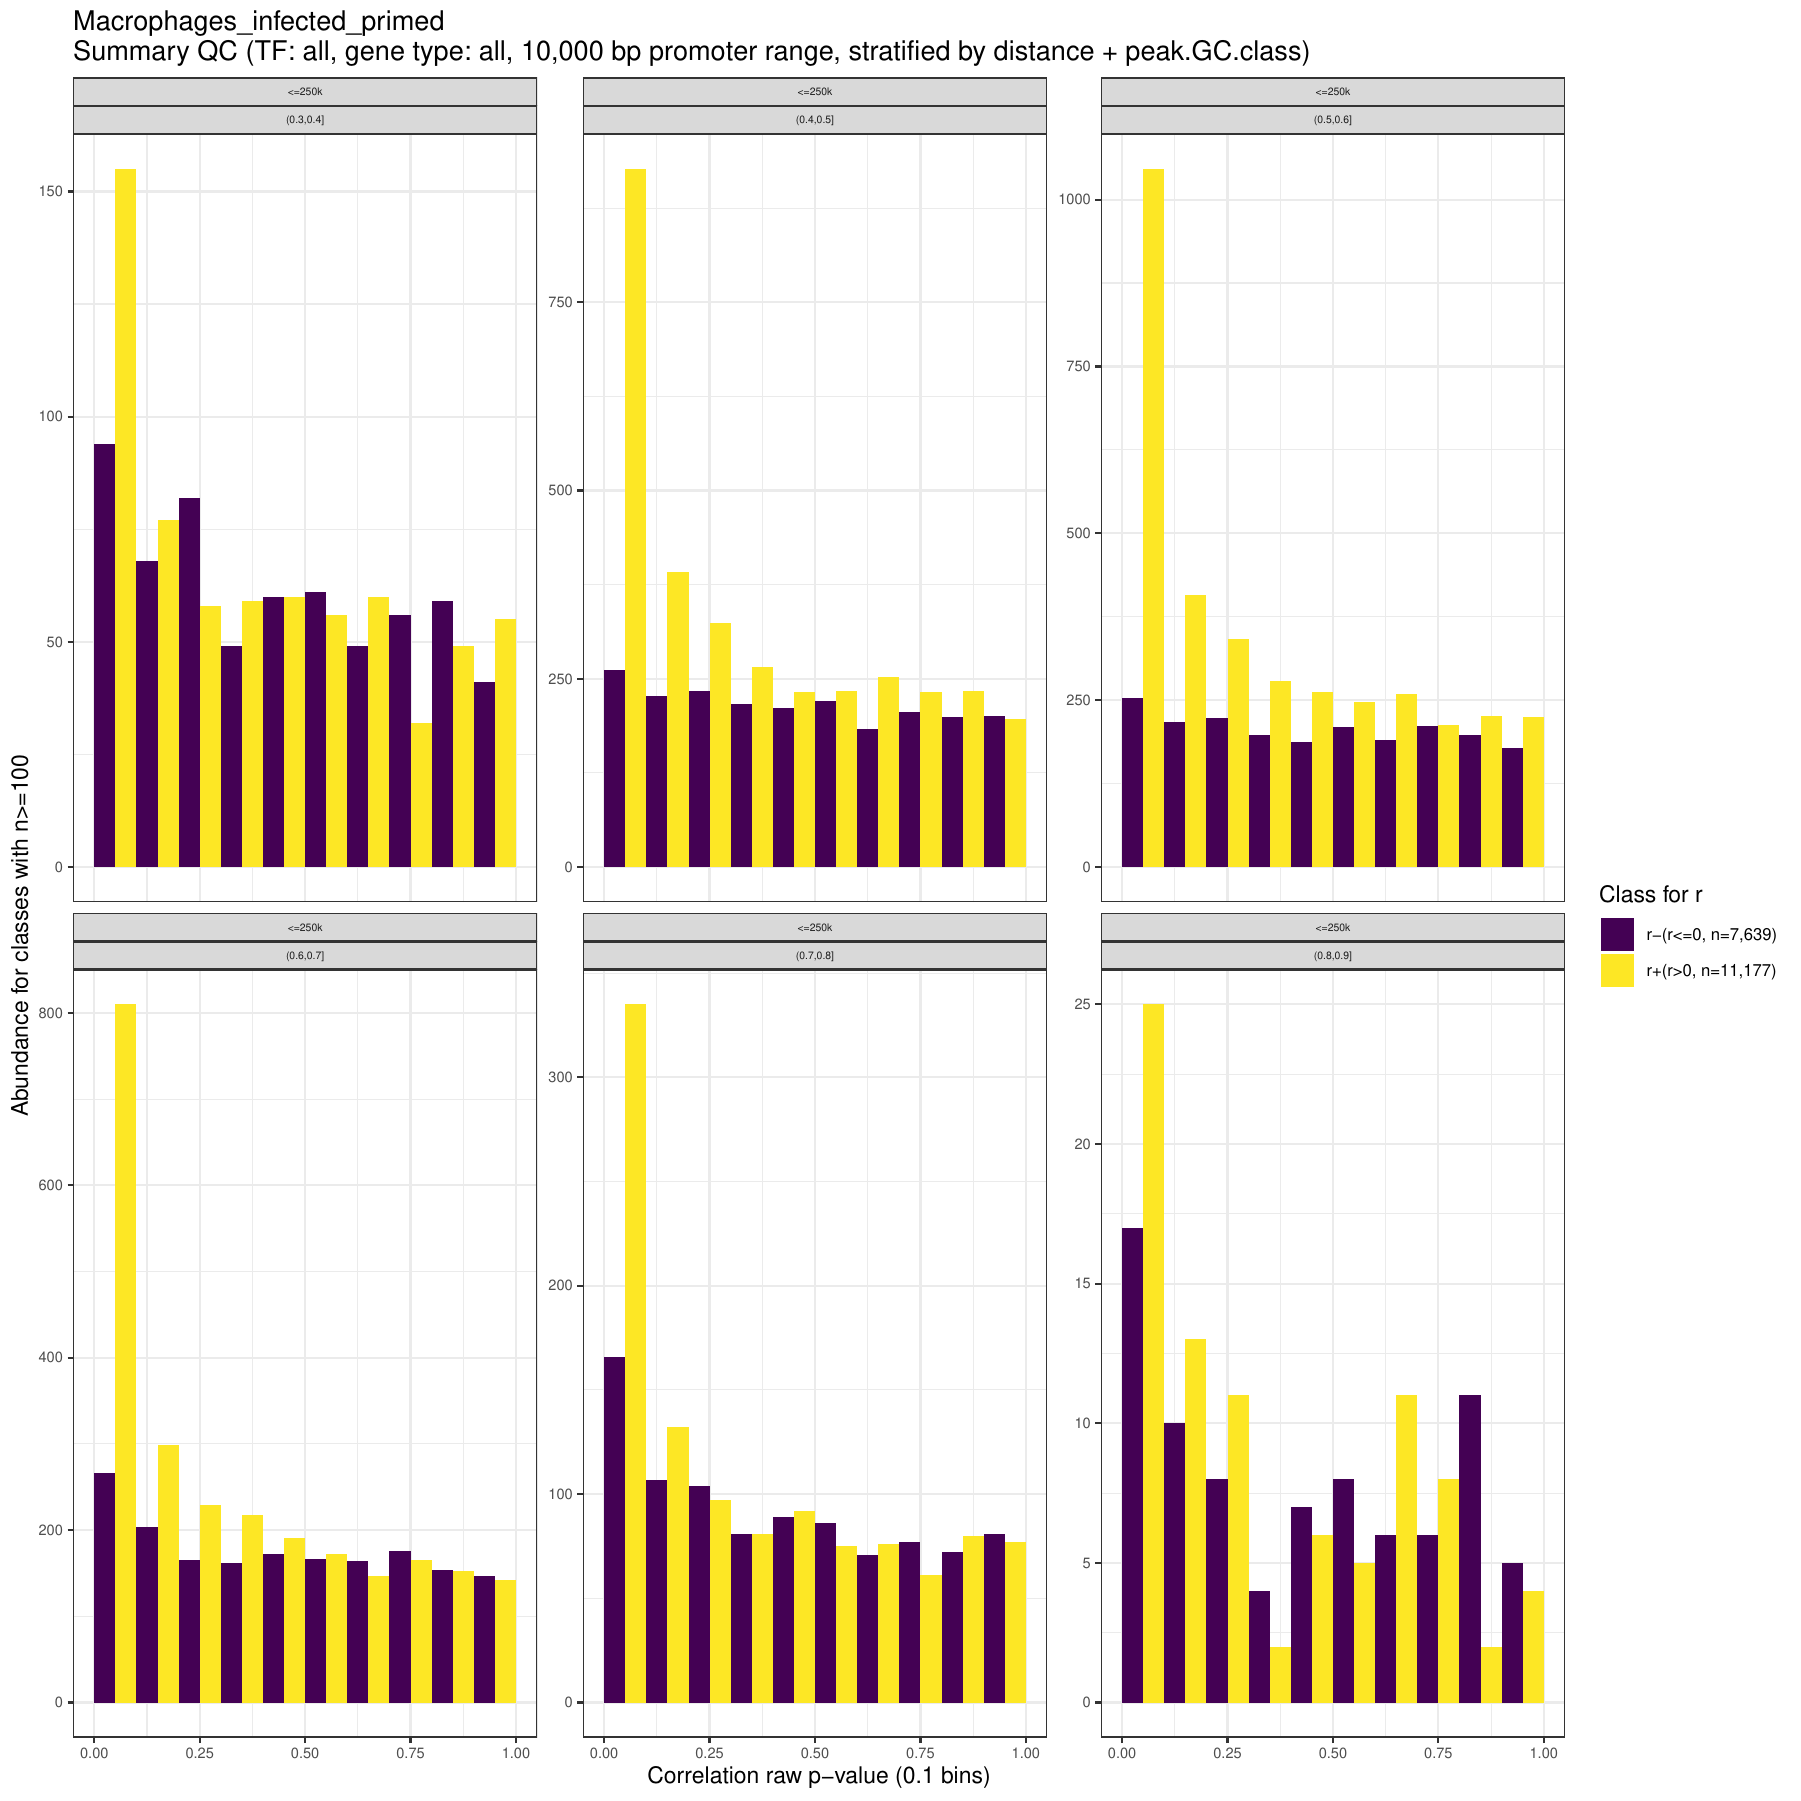 Macrophages_infected_primed
Summary QC (TF: all, gene type: all, 10,000 bp promoter range, stratified by distance + peak.GC.class)
<=250k
(0.3,0.4]
150
100
50
0
<=250k
(0.4,0.5]
750
500
250
0
<=250k
(0.5,0.6]
1000
750
500
250
0
<=250k
(0.6,0.7]
800
600
400
200
0
0.00 0.25 0.50 0.75 1.00
<=250k
(0.7,0.8]
300
200
100
0
0.00 0.25 0.50 0.75 1.00
<=250k
(0.8,0.9]
25
20
15
10
5
0
0.00 0.25 0.50 0.75 1.00
Abundance for classes with n>=100
Correlation raw p−value (0.1 bins)
Class for r
r−(r<=0, n=7,639)
r+(r>0, n=11,177)